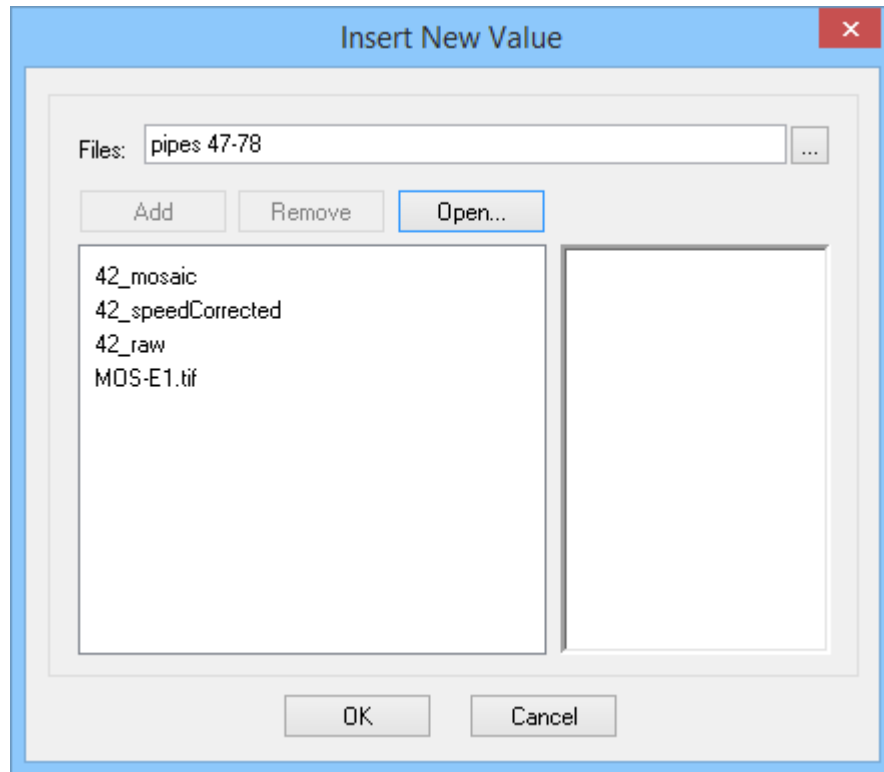 Insert New Value
Files: pipes 47-78 ...
Add Remove Open...
42_mosaic
42_speedCorrected
42_raw
MOS-E1.tif
OK Cancel